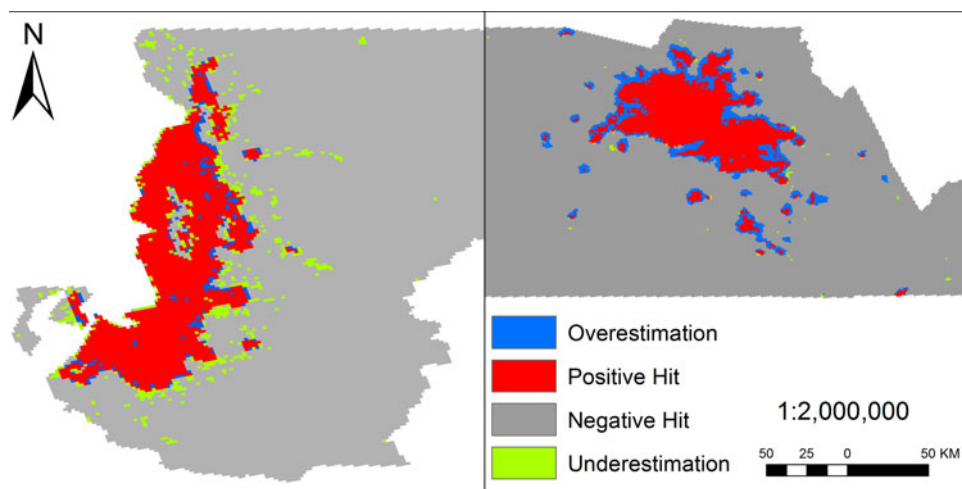 N
Overestimation
Positive Hit
Negative Hit
Underestimation
1:2,000,000
50 25 0 50 KM